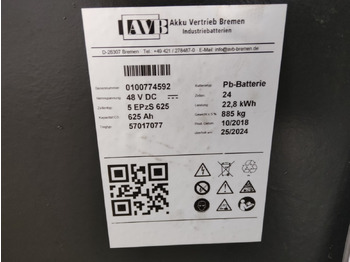 AVB Akku Vertrieb Bremen
Industriebatterien
D-28307 Bremen Tel.+49 421 / 278487-0 E-Mail info@avb-bremen.de
0100774592 Pb-Batterie
48 V DC 24
5 EPzS 625 22,8 kWh
625 Ah 885 kg
57017077 10/2018
25/2024
Pb